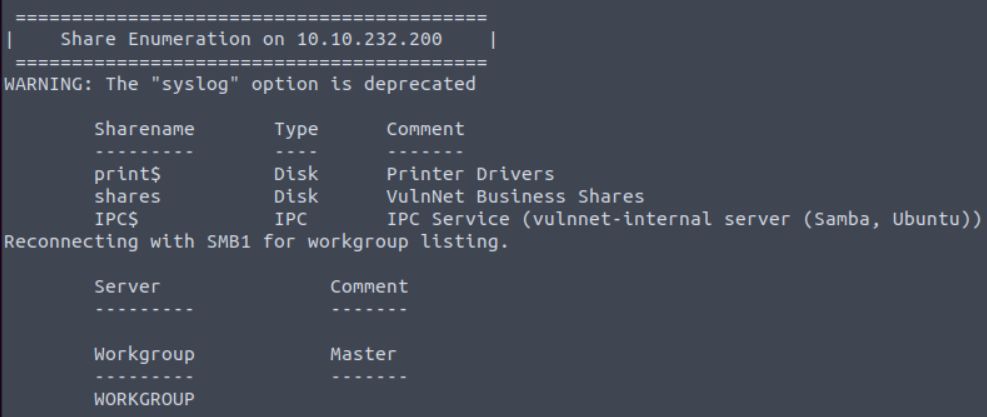 ==========================================
|    Share Enumeration on 10.10.232.200    |
==========================================
WARNING: The "syslog" option is deprecated
Sharename       Type      Comment
---------       ----      -------
print$          Disk      Printer Drivers
shares          Disk      VulnNet Business Shares
IPC$            IPC       IPC Service (vulnnet-internal server (Samba, Ubuntu))
Reconnecting with SMB1 for workgroup listing.
Server               Comment
---------            -------
Workgroup            Master
---------            -------
WORKGROUP